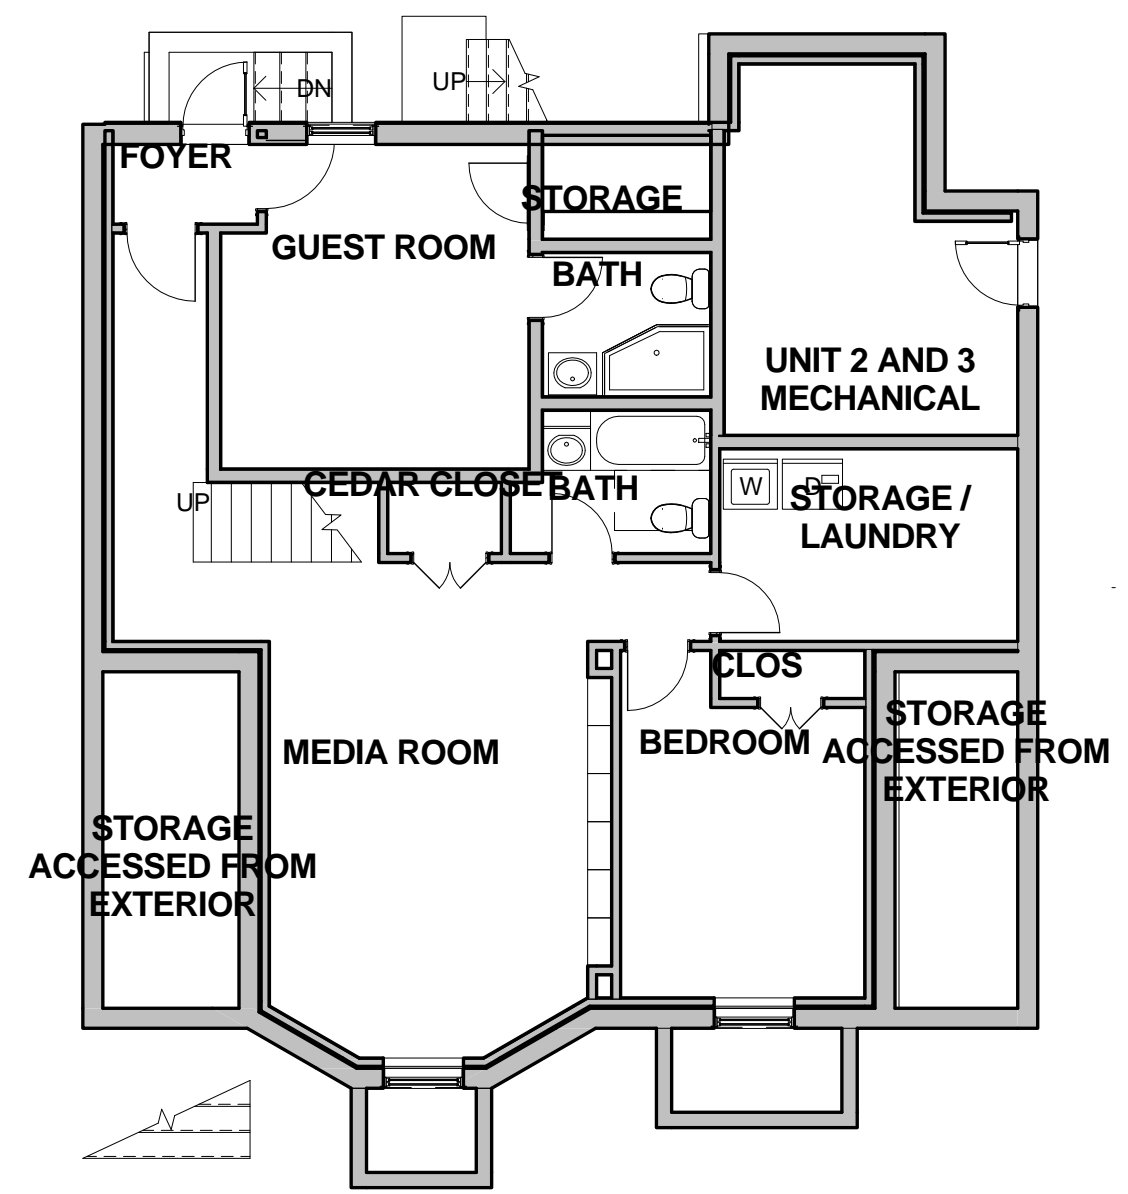 UP
DN
FOYER
STORAGE
GUEST ROOM
BATH
UNIT 2 AND 3
MECHANICAL
CEDAR CLOSET
BATH
UP
W
D
STORAGE /
LAUNDRY
CLOS
MEDIA ROOM
BEDROOM
STORAGE
ACCESSED FROM
EXTERIOR
STORAGE
ACCESSED FROM
EXTERIOR